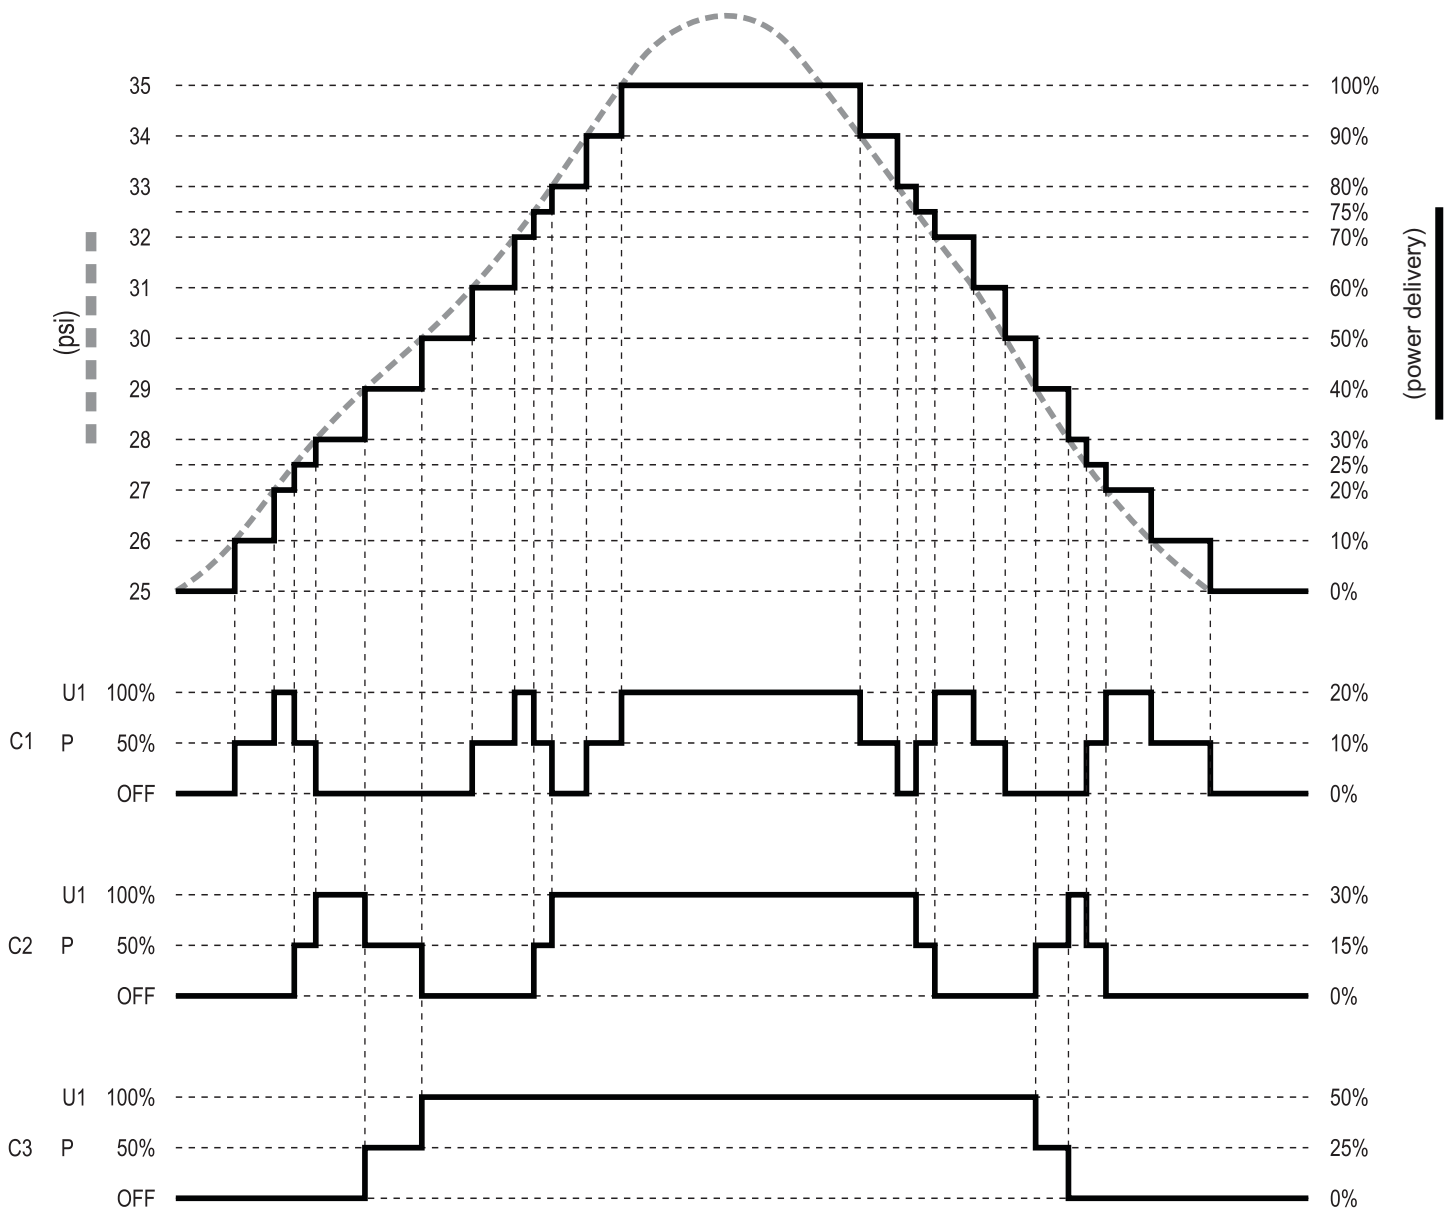 35 100%
34 90%
33 80%
75%
32 70%
31 60%
30 50%
29 40%
28 30%
25%
27 20%
26 10%
25 0%
(psi)
(power delivery)
U1 100% 20%
C1 P 50% 10%
OFF 0%
U1 100% 30%
C2 P 50% 15%
OFF 0%
U1 100% 50%
C3 P 50% 25%
OFF 0%